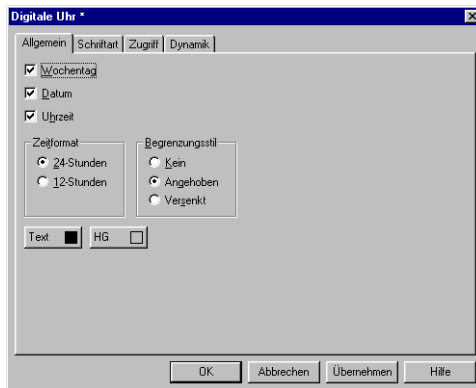 Digitale Uhr *
Allgemein Schriftart Zugriff Dynamik
Wochentag
Datum
Uhrzeit
Zeitformat Begrenzungsstil
24-Stunden Kein
12-Stunden Angehoben
Versenkt
Text HG
OK Abbrechen Übernehmen Hilfe